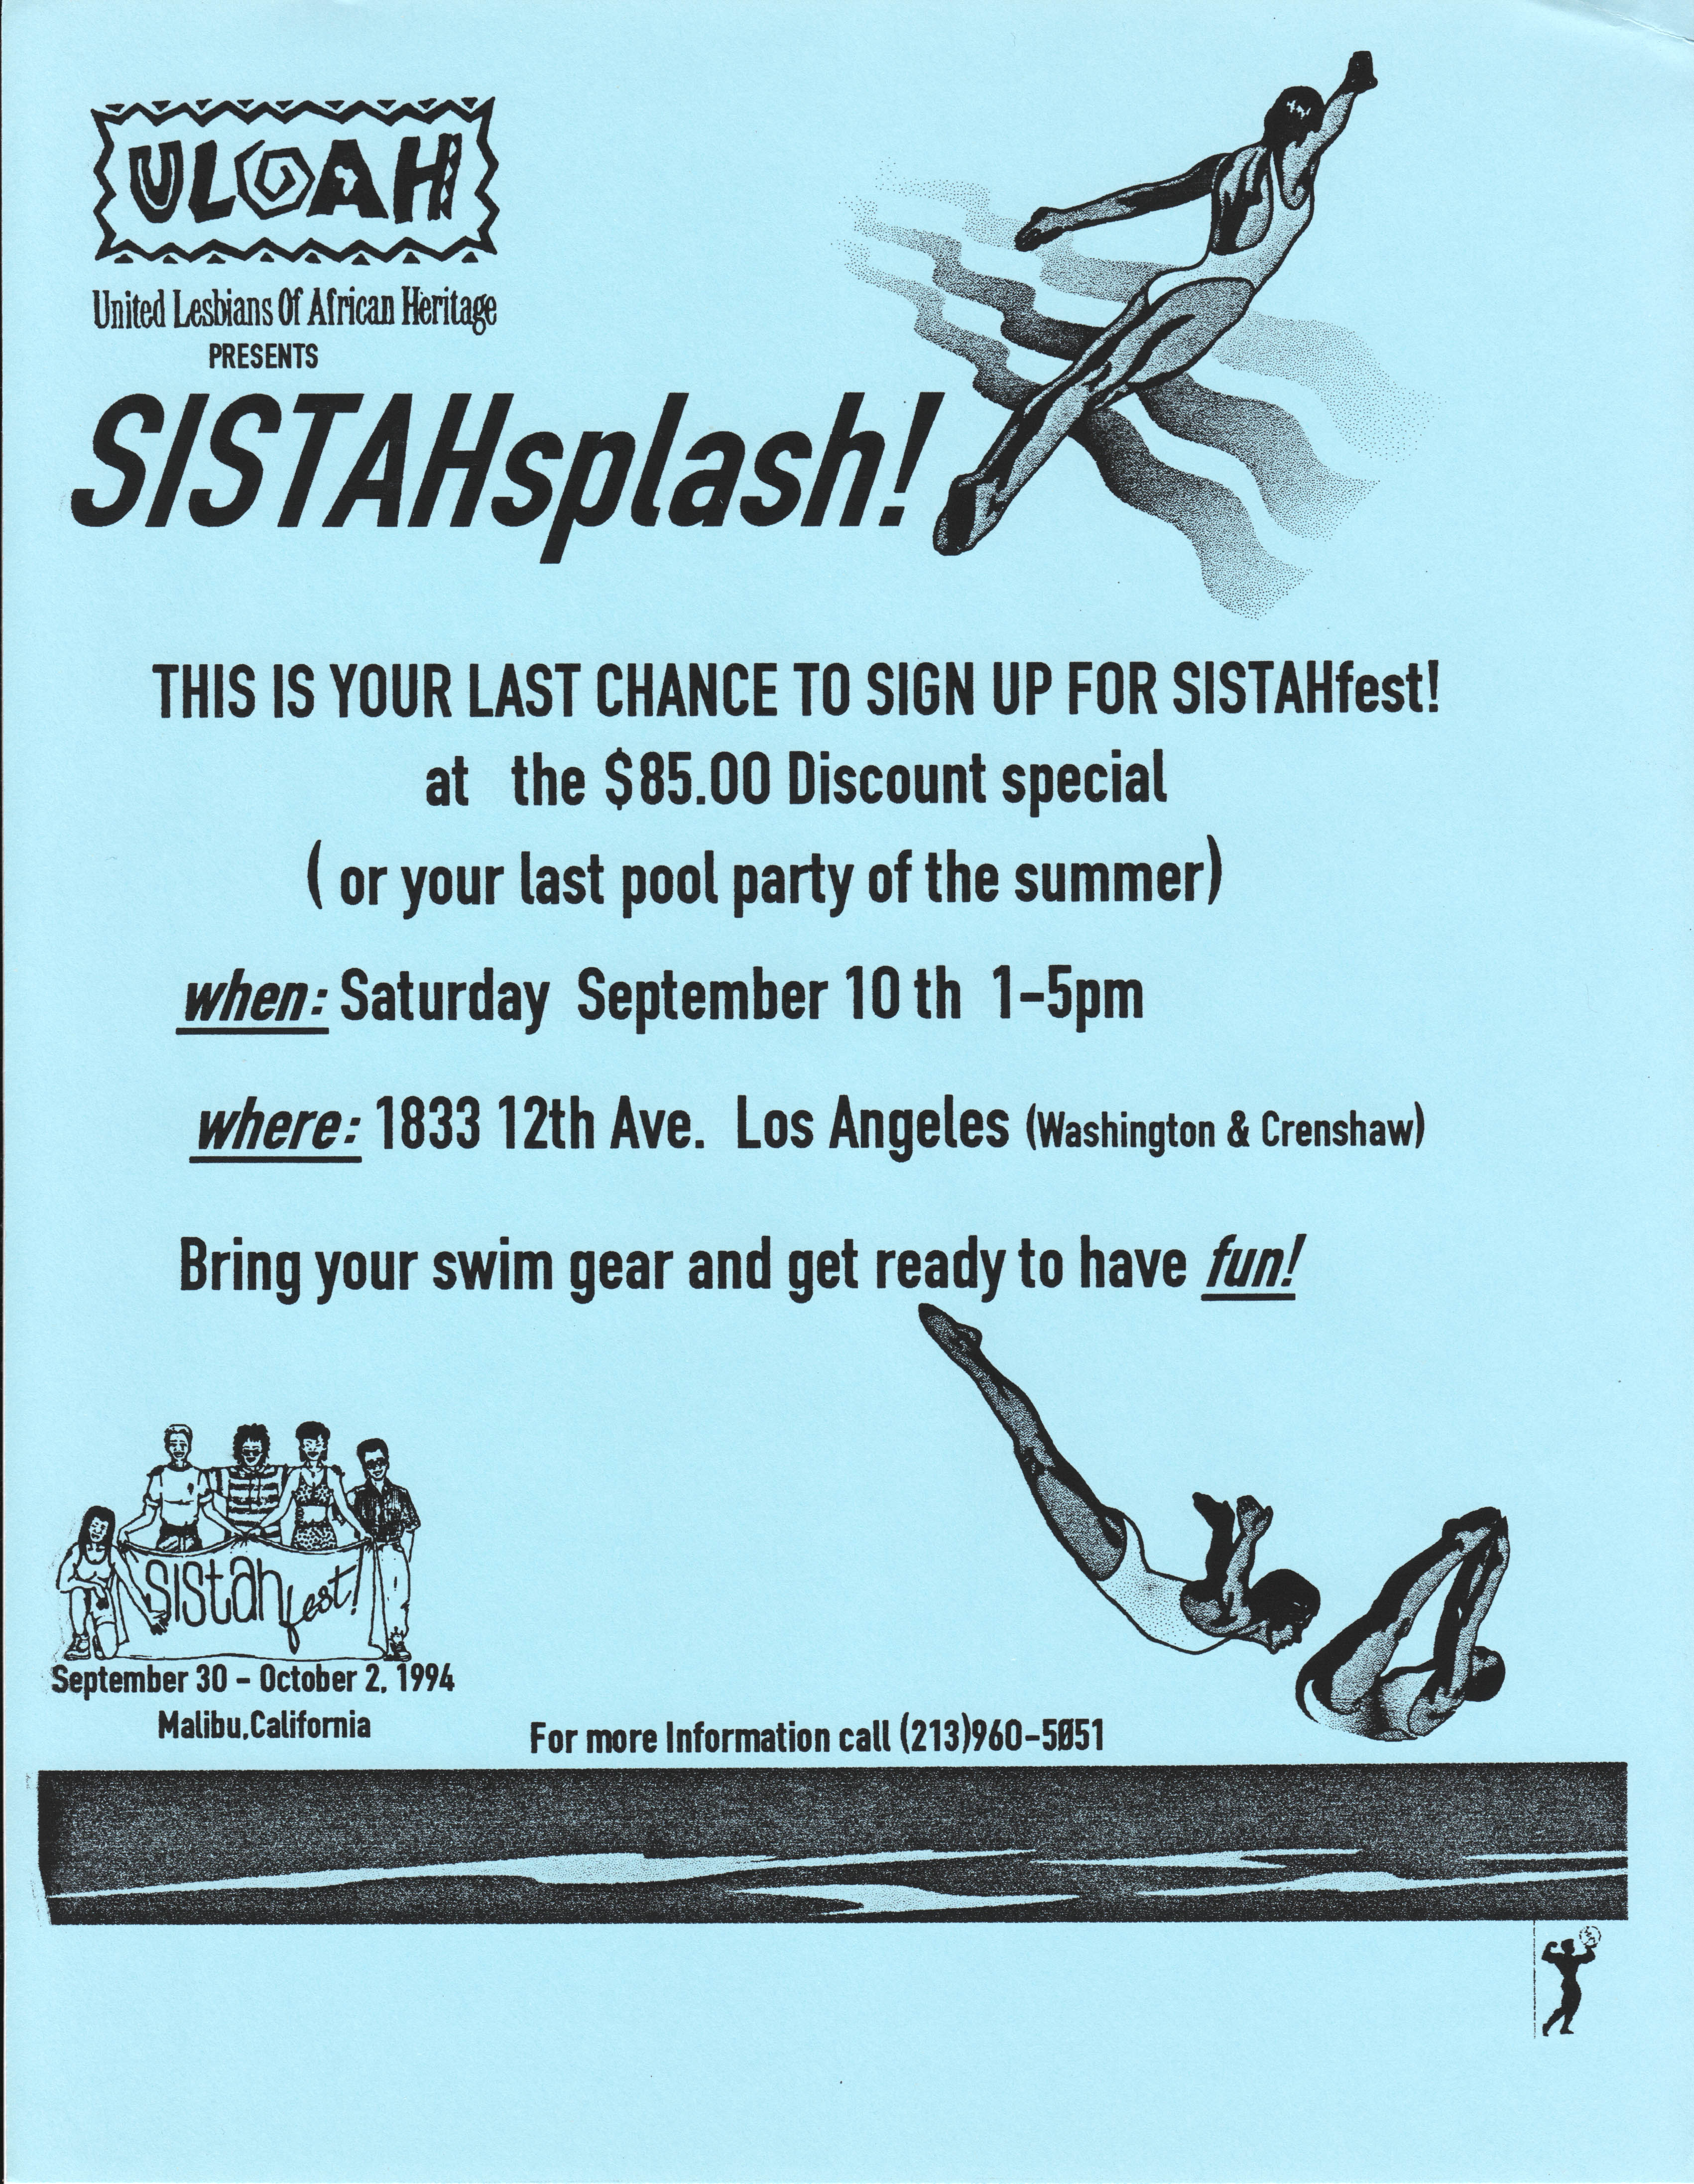 ULOAH
United Lesbians Of African Heritage
PRESENTS
SISTAHsplash!
THIS IS YOUR LAST CHANCE TO SIGN UP FOR SISTAHfest!
at the $85.00 Discount special
( or your last pool party of the summer)
when: Saturday September 10 th 1-5pm
where: 1833 12th Ave. Los Angeles (Washington & Crenshaw)
Bring your swim gear and get ready to have fun!
sistahfest!
September 30 - October 2, 1994
Malibu,California
For more Information call (213)960-5051